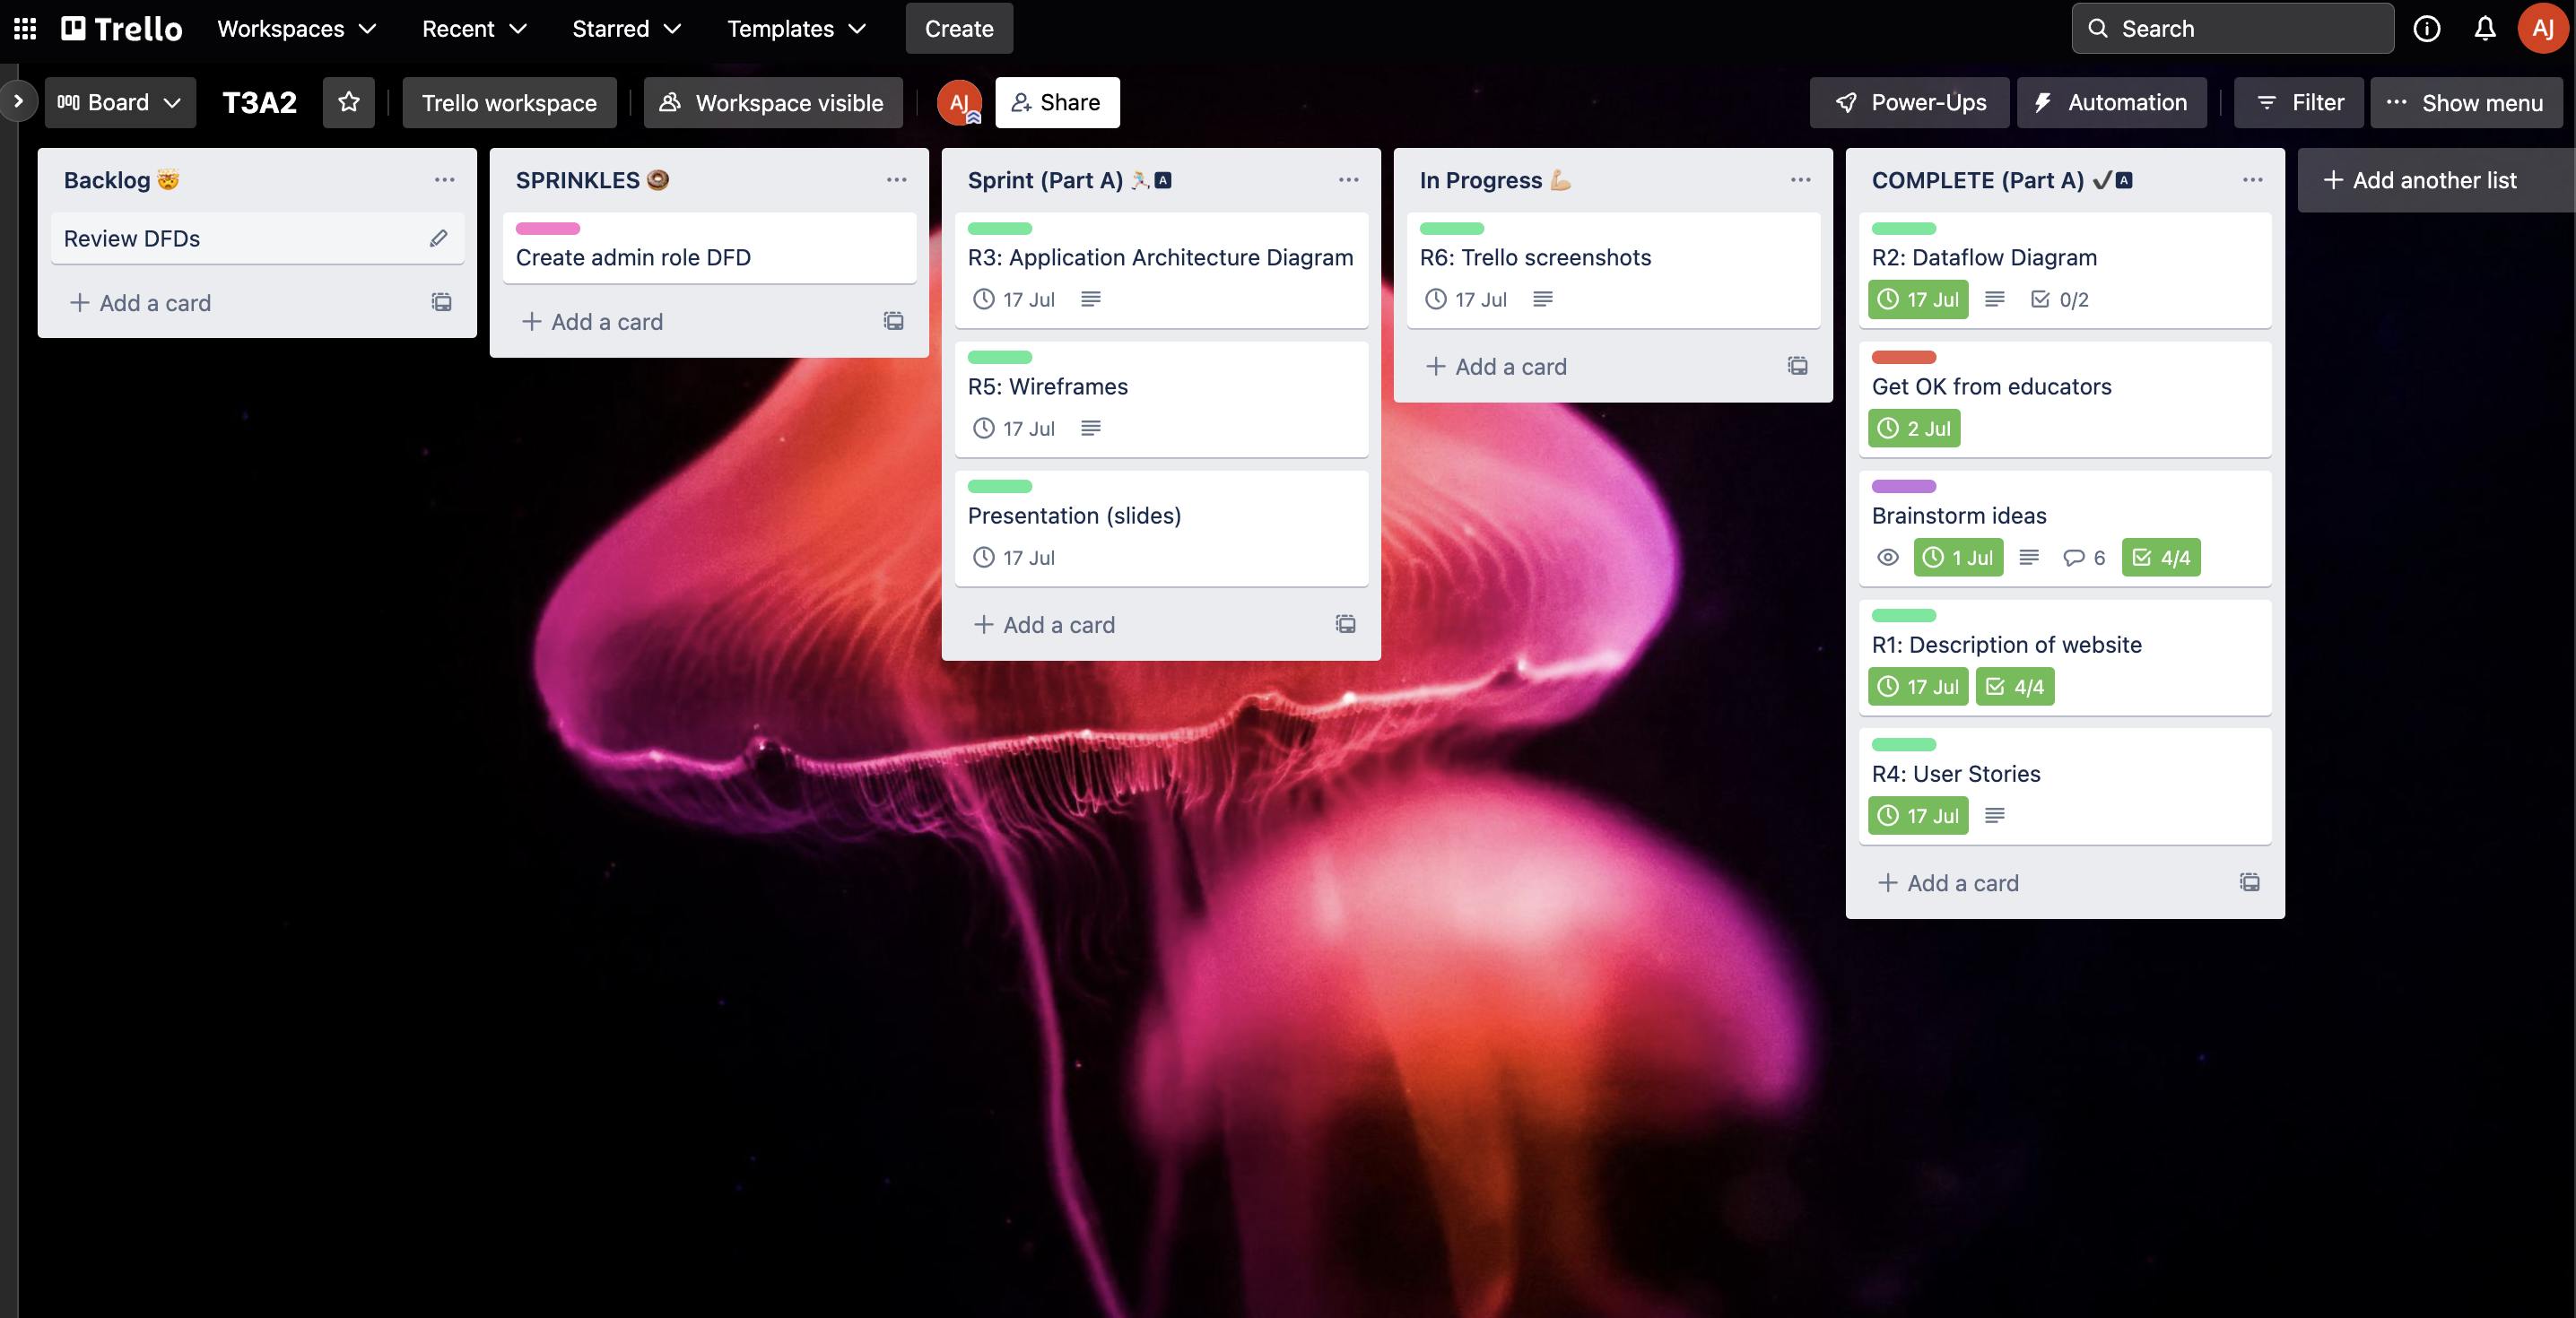 Trello Workspaces Recent Starred Templates Create Search AJ
Board T3A2 Trello workspace Workspace visible AJ Share Power-Ups Automation Filter Show menu
Backlog 🤯
Review DFDs
Add a card
SPRINKLES 🍩
Create admin role DFD
Add a card
Sprint (Part A) 🏃🏻‍♀️🅰
R3: Application Architecture Diagram
17 Jul
R5: Wireframes
17 Jul
Presentation (slides)
17 Jul
Add a card
In Progress 💪🏼
R6: Trello screenshots
17 Jul
Add a card
COMPLETE (Part A) ✔🅰
R2: Dataflow Diagram
17 Jul 0/2
Get OK from educators
2 Jul
Brainstorm ideas
1 Jul 6 4/4
R1: Description of website
17 Jul 4/4
R4: User Stories
17 Jul
Add a card
Add another list